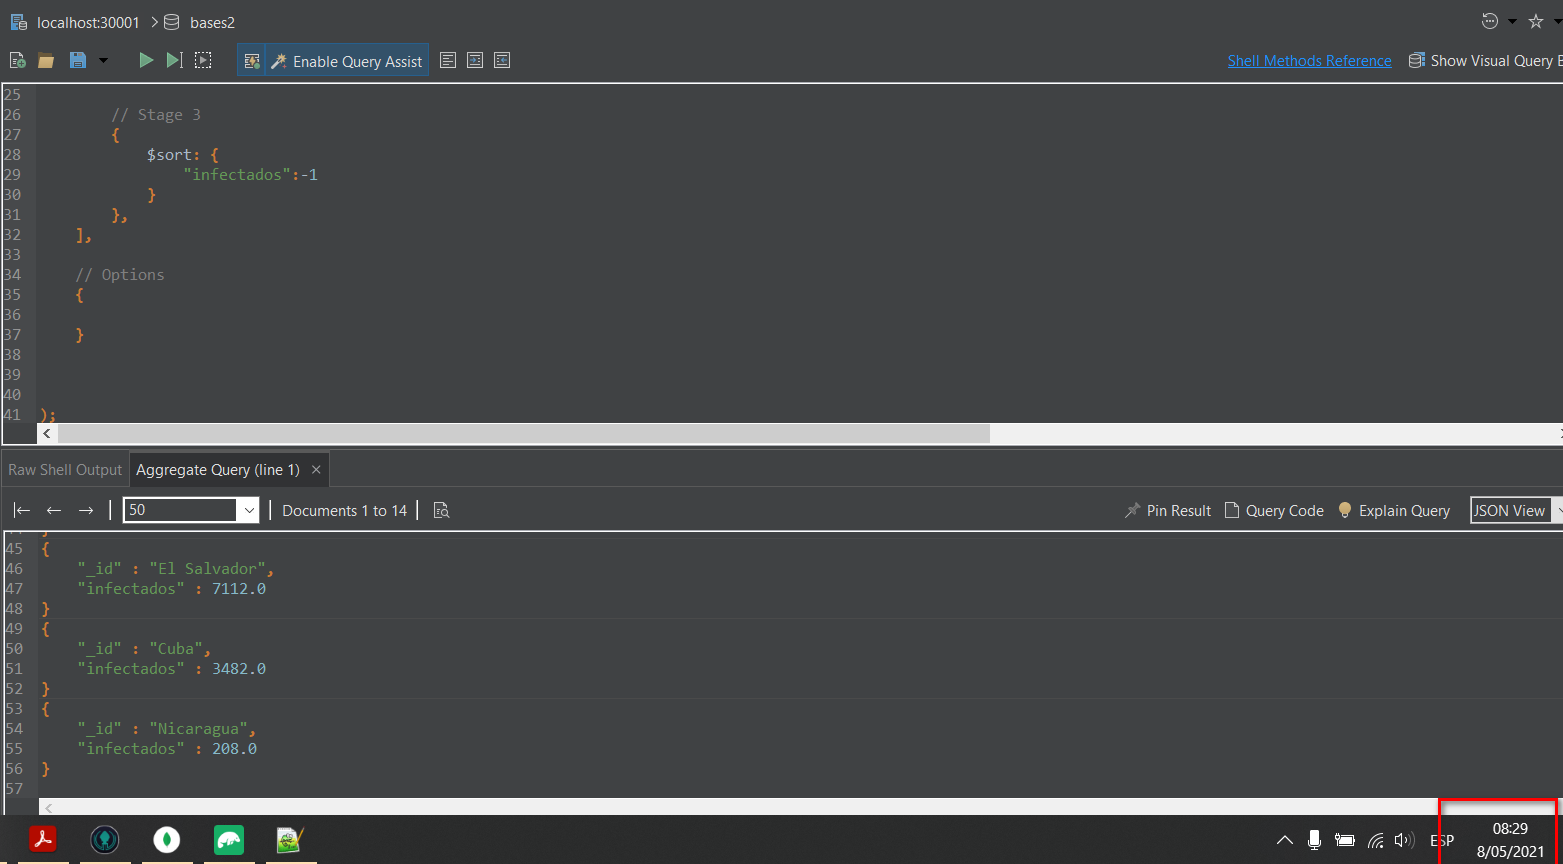 localhost:30001 > bases2
Enable Query Assist
Shell Methods Reference
Show Visual Query
25
26 // Stage 3
27 {
28 $sort: {
29 "infectados":-1
30 }
31 },
32 ],
33
34 // Options
35 {
36
37 }
38
39
40
41 );
Raw Shell Output
Aggregate Query (line 1) ×
50
Documents 1 to 14
Pin Result
Query Code
Explain Query
JSON View
45 {
46 "_id" : "El Salvador",
47 "infectados" : 7112.0
48 }
49 {
50 "_id" : "Cuba",
51 "infectados" : 3482.0
52 }
53 {
54 "_id" : "Nicaragua",
55 "infectados" : 208.0
56 }
57
ESP
08:29
8/05/2021